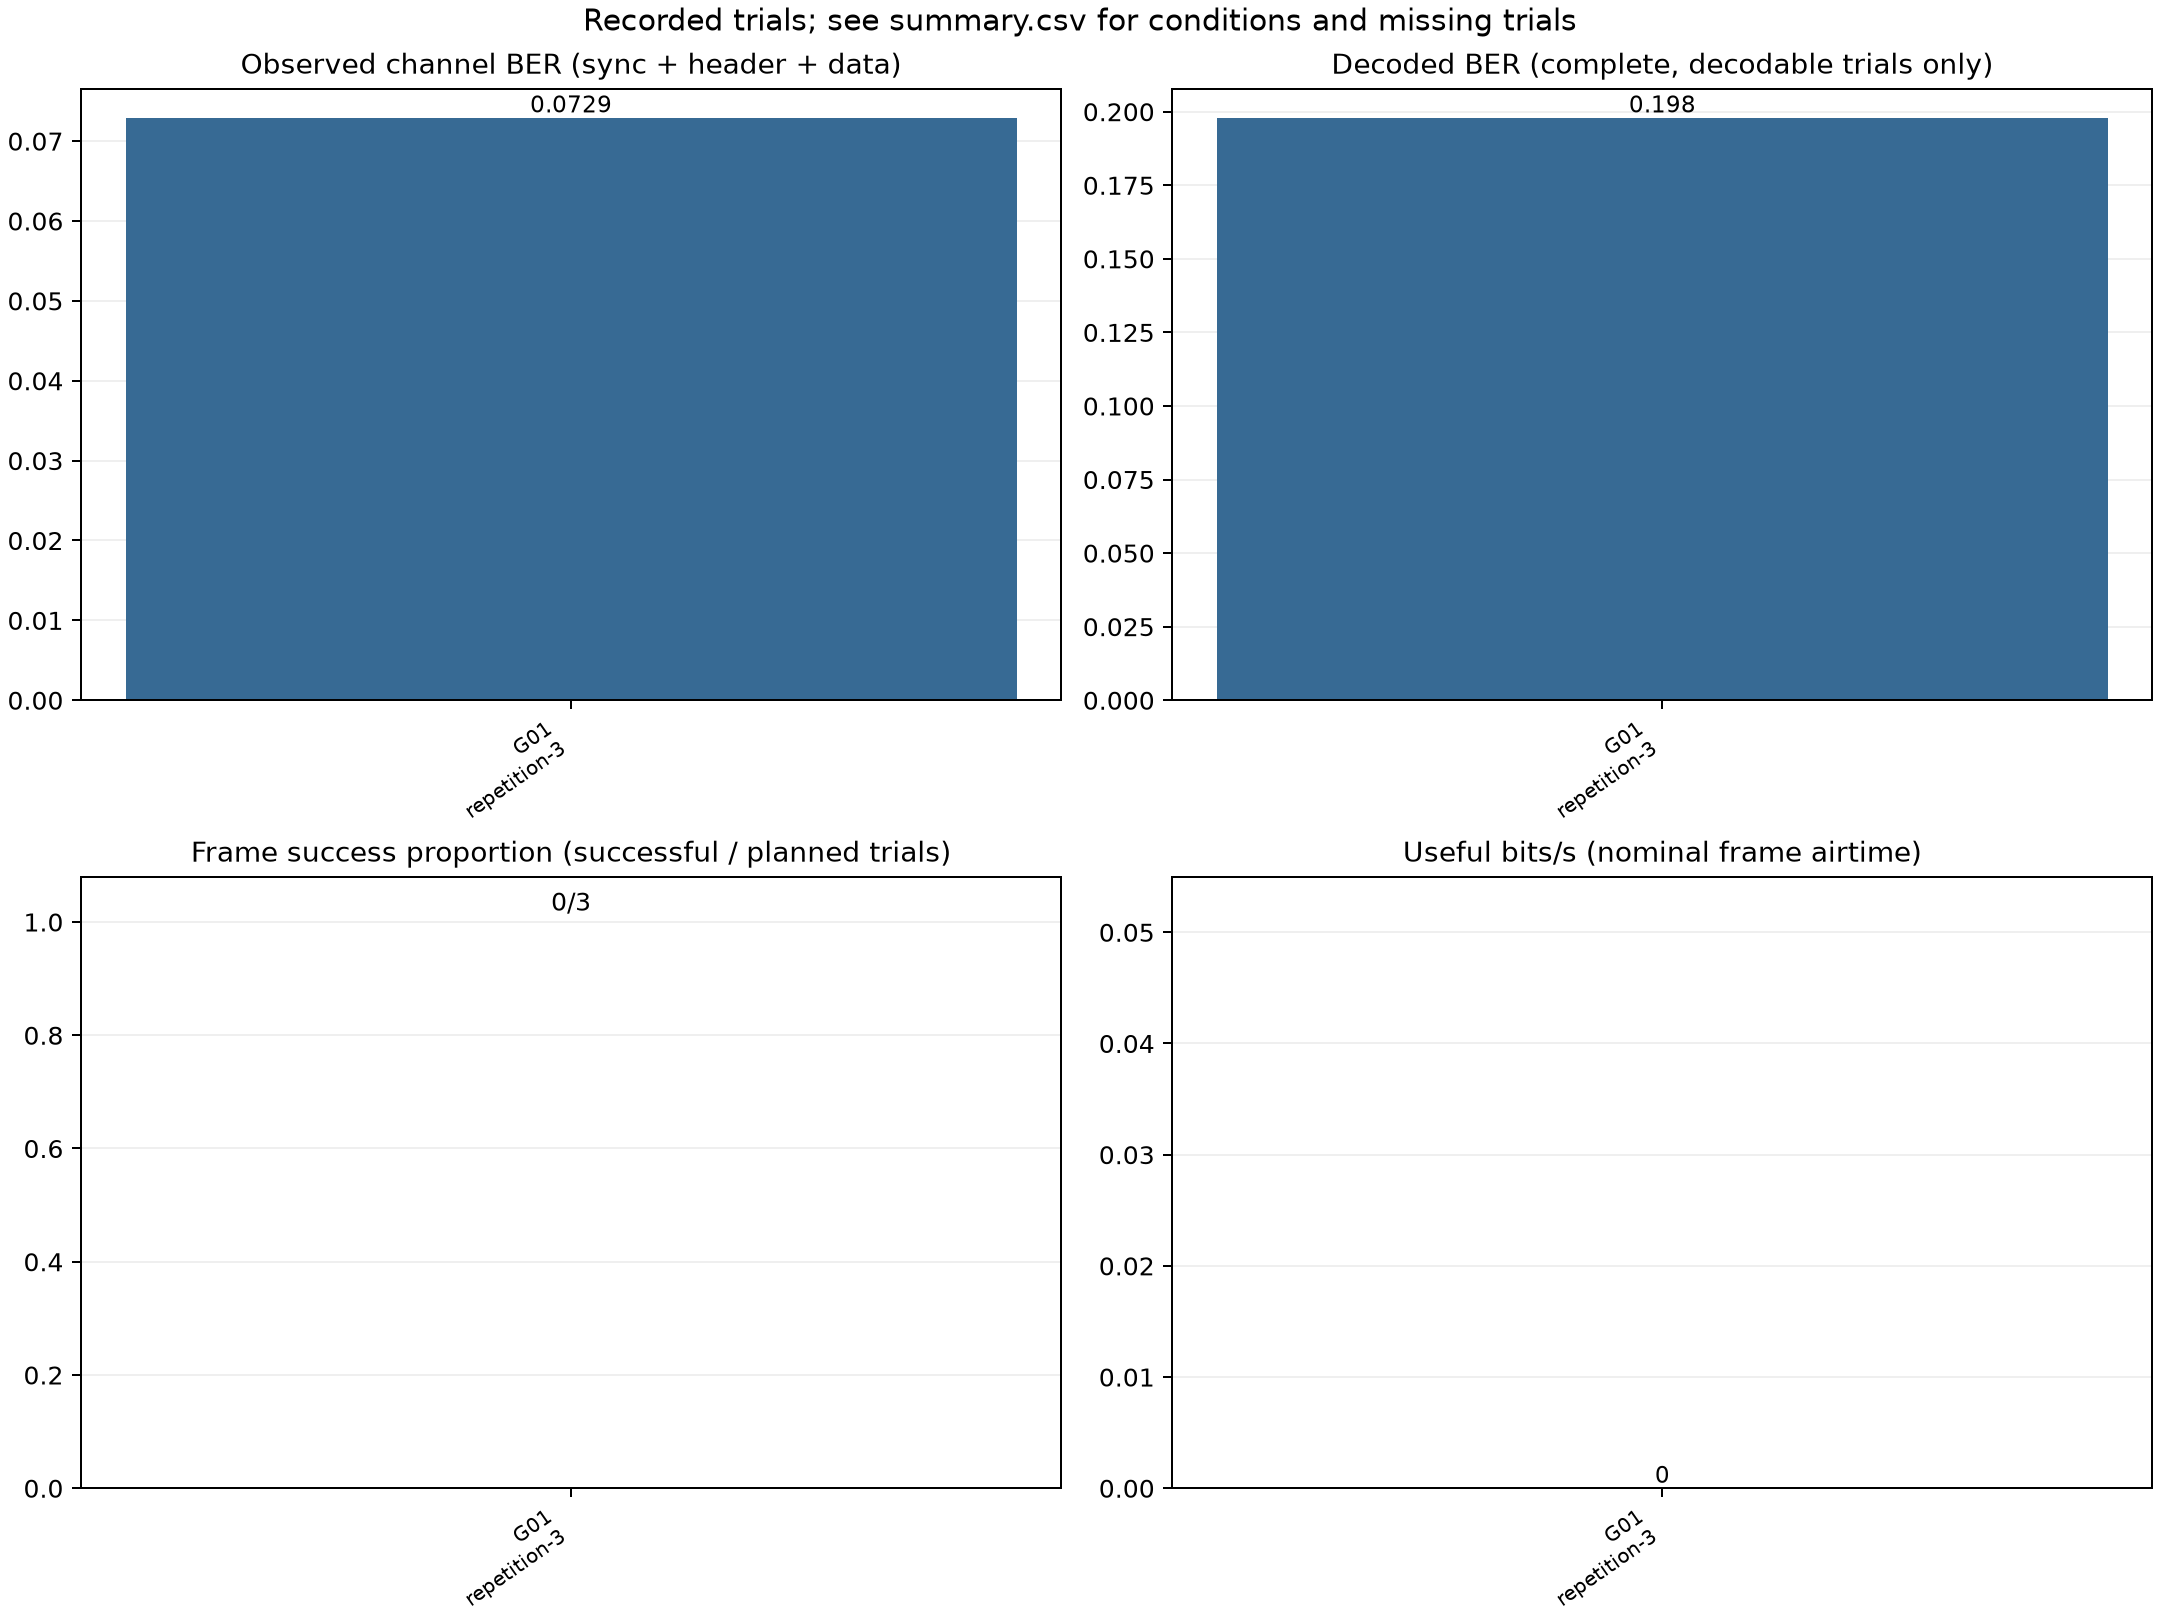 Recorded trials; see summary.csv for conditions and missing trials
Observed channel BER (sync + header + data)
0.0729
0.07
0.06
0.05
0.04
0.03
0.02
0.01
0.00
G01
repetition-3
Decoded BER (complete, decodable trials only)
0.198
0.200
0.175
0.150
0.125
0.100
0.075
0.050
0.025
0.000
G01
repetition-3
Frame success proportion (successful / planned trials)
0/3
1.0
0.8
0.6
0.4
0.2
0.0
G01
repetition-3
Useful bits/s (nominal frame airtime)
0.05
0.04
0.03
0.02
0.01
0
0.00
G01
repetition-3